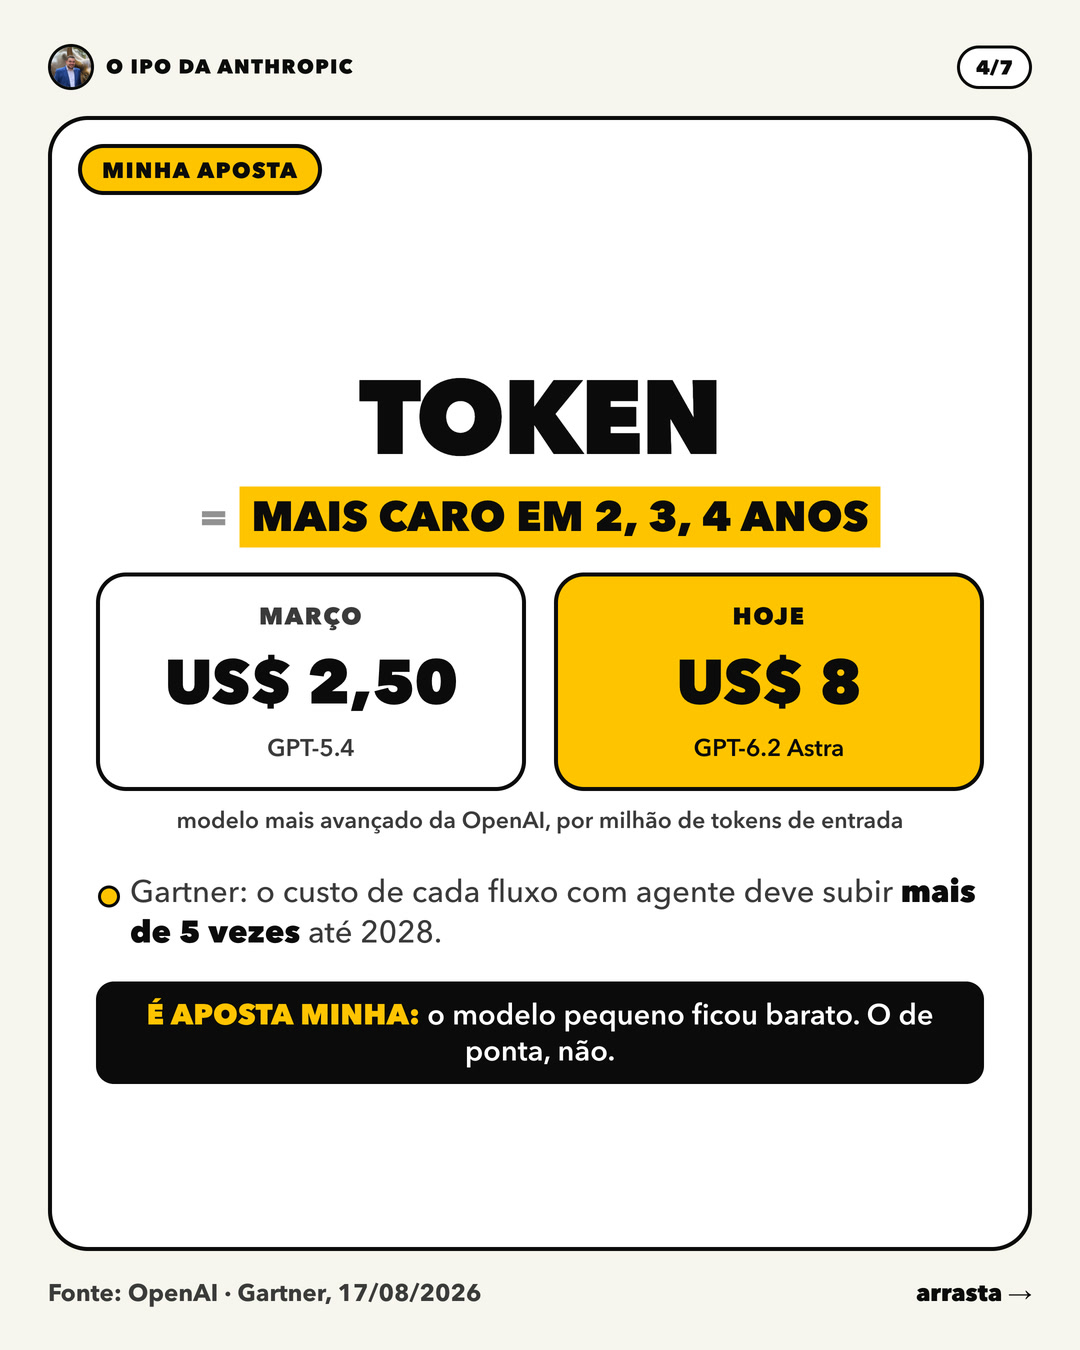 O IPO DA ANTHROPIC
4/7
MINHA APOSTA
TOKEN
= MAIS CARO EM 2, 3, 4 ANOS
MARÇO
US$ 2,50
GPT-5.4
HOJE
US$ 8
GPT-6.2 Astra
modelo mais avançado da OpenAI, por milhão de tokens de entrada
Gartner: o custo de cada fluxo com agente deve subir mais
de 5 vezes até 2028.
É APOSTA MINHA: o modelo pequeno ficou barato. O de
ponta, não.
Fonte: OpenAI · Gartner, 17/08/2026
arrasta →